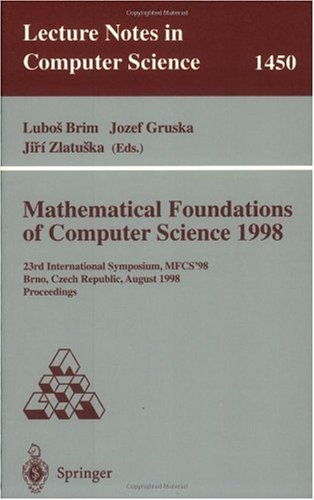 Lecture Notes in
Computer Science 1450
Luboš Brim Jozef Gruska
Jiří Zlatuška (Eds.)
Mathematical Foundations
of Computer Science 1998
23rd International Symposium, MFCS'98
Brno, Czech Republic, August 1998
Proceedings
Springer